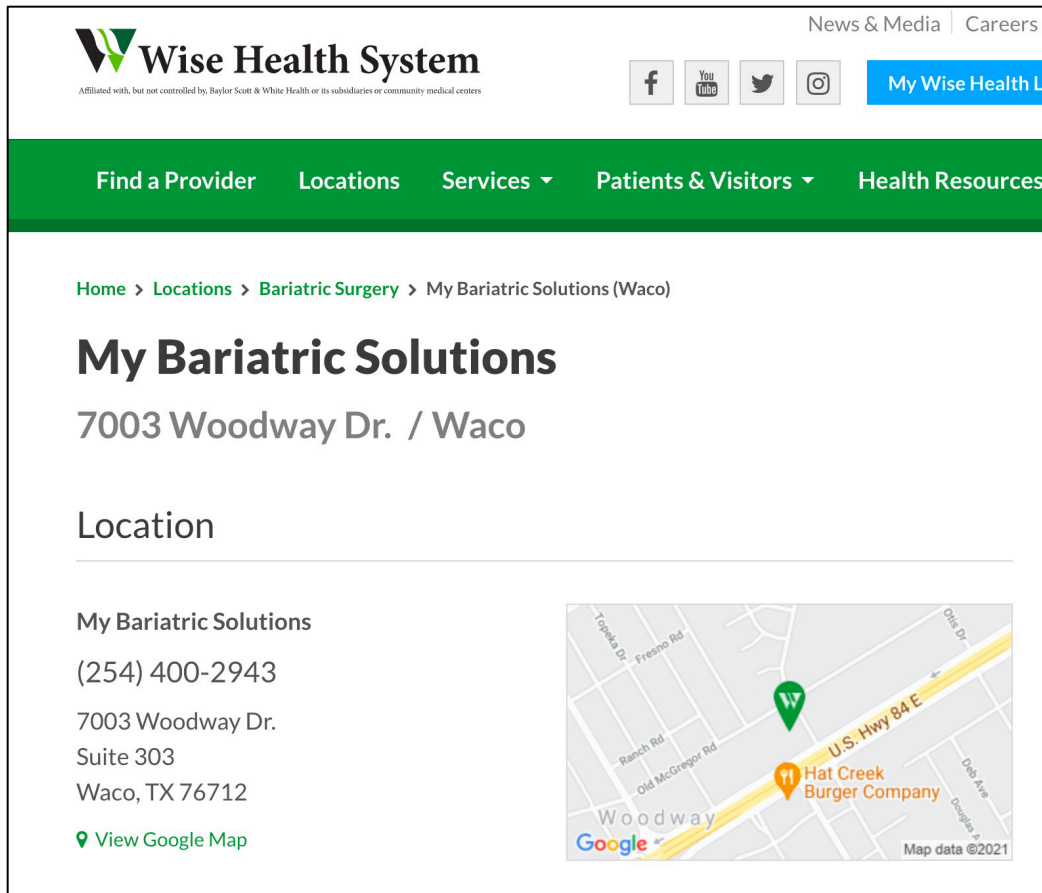 News & Media | Careers
Wise Health System
Affiliated with, but not controlled by, Baylor Scott & White Health or its subsidiaries or community medical centers
You
Tube
My Wise Health L
Find a Provider Locations Services Patients & Visitors Health Resources
Home > Locations > Bariatric Surgery > My Bariatric Solutions (Waco)
My Bariatric Solutions
7003 Woodway Dr. / Waco
Location
My Bariatric Solutions
(254) 400-2943
7003 Woodway Dr.
Suite 303
Waco, TX 76712
View Google Map
Topeka Dr
Fresno Rd
Otis Dr
Ranch Rd
Old McGregor Rd
U.S. Hwy 84 E
Hat Creek
Burger Company
Deb Ave
Douglas A
Woodway
Google
Map data ©2021